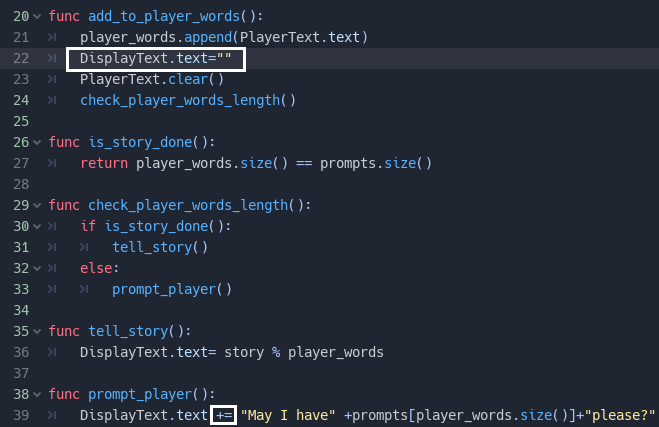 20 func add_to_player_words():
21 player_words.append(PlayerText.text)
22 DisplayText.text=""
23 PlayerText.clear()
24 check_player_words_length()
25
26 func is_story_done():
27 return player_words.size() == prompts.size()
28
29 func check_player_words_length():
30 if is_story_done():
31 tell_story()
32 else:
33 prompt_player()
34
35 func tell_story():
36 DisplayText.text= story % player_words
37
38 func prompt_player():
39 DisplayText.text += "May I have" +prompts[player_words.size()]+"please?"